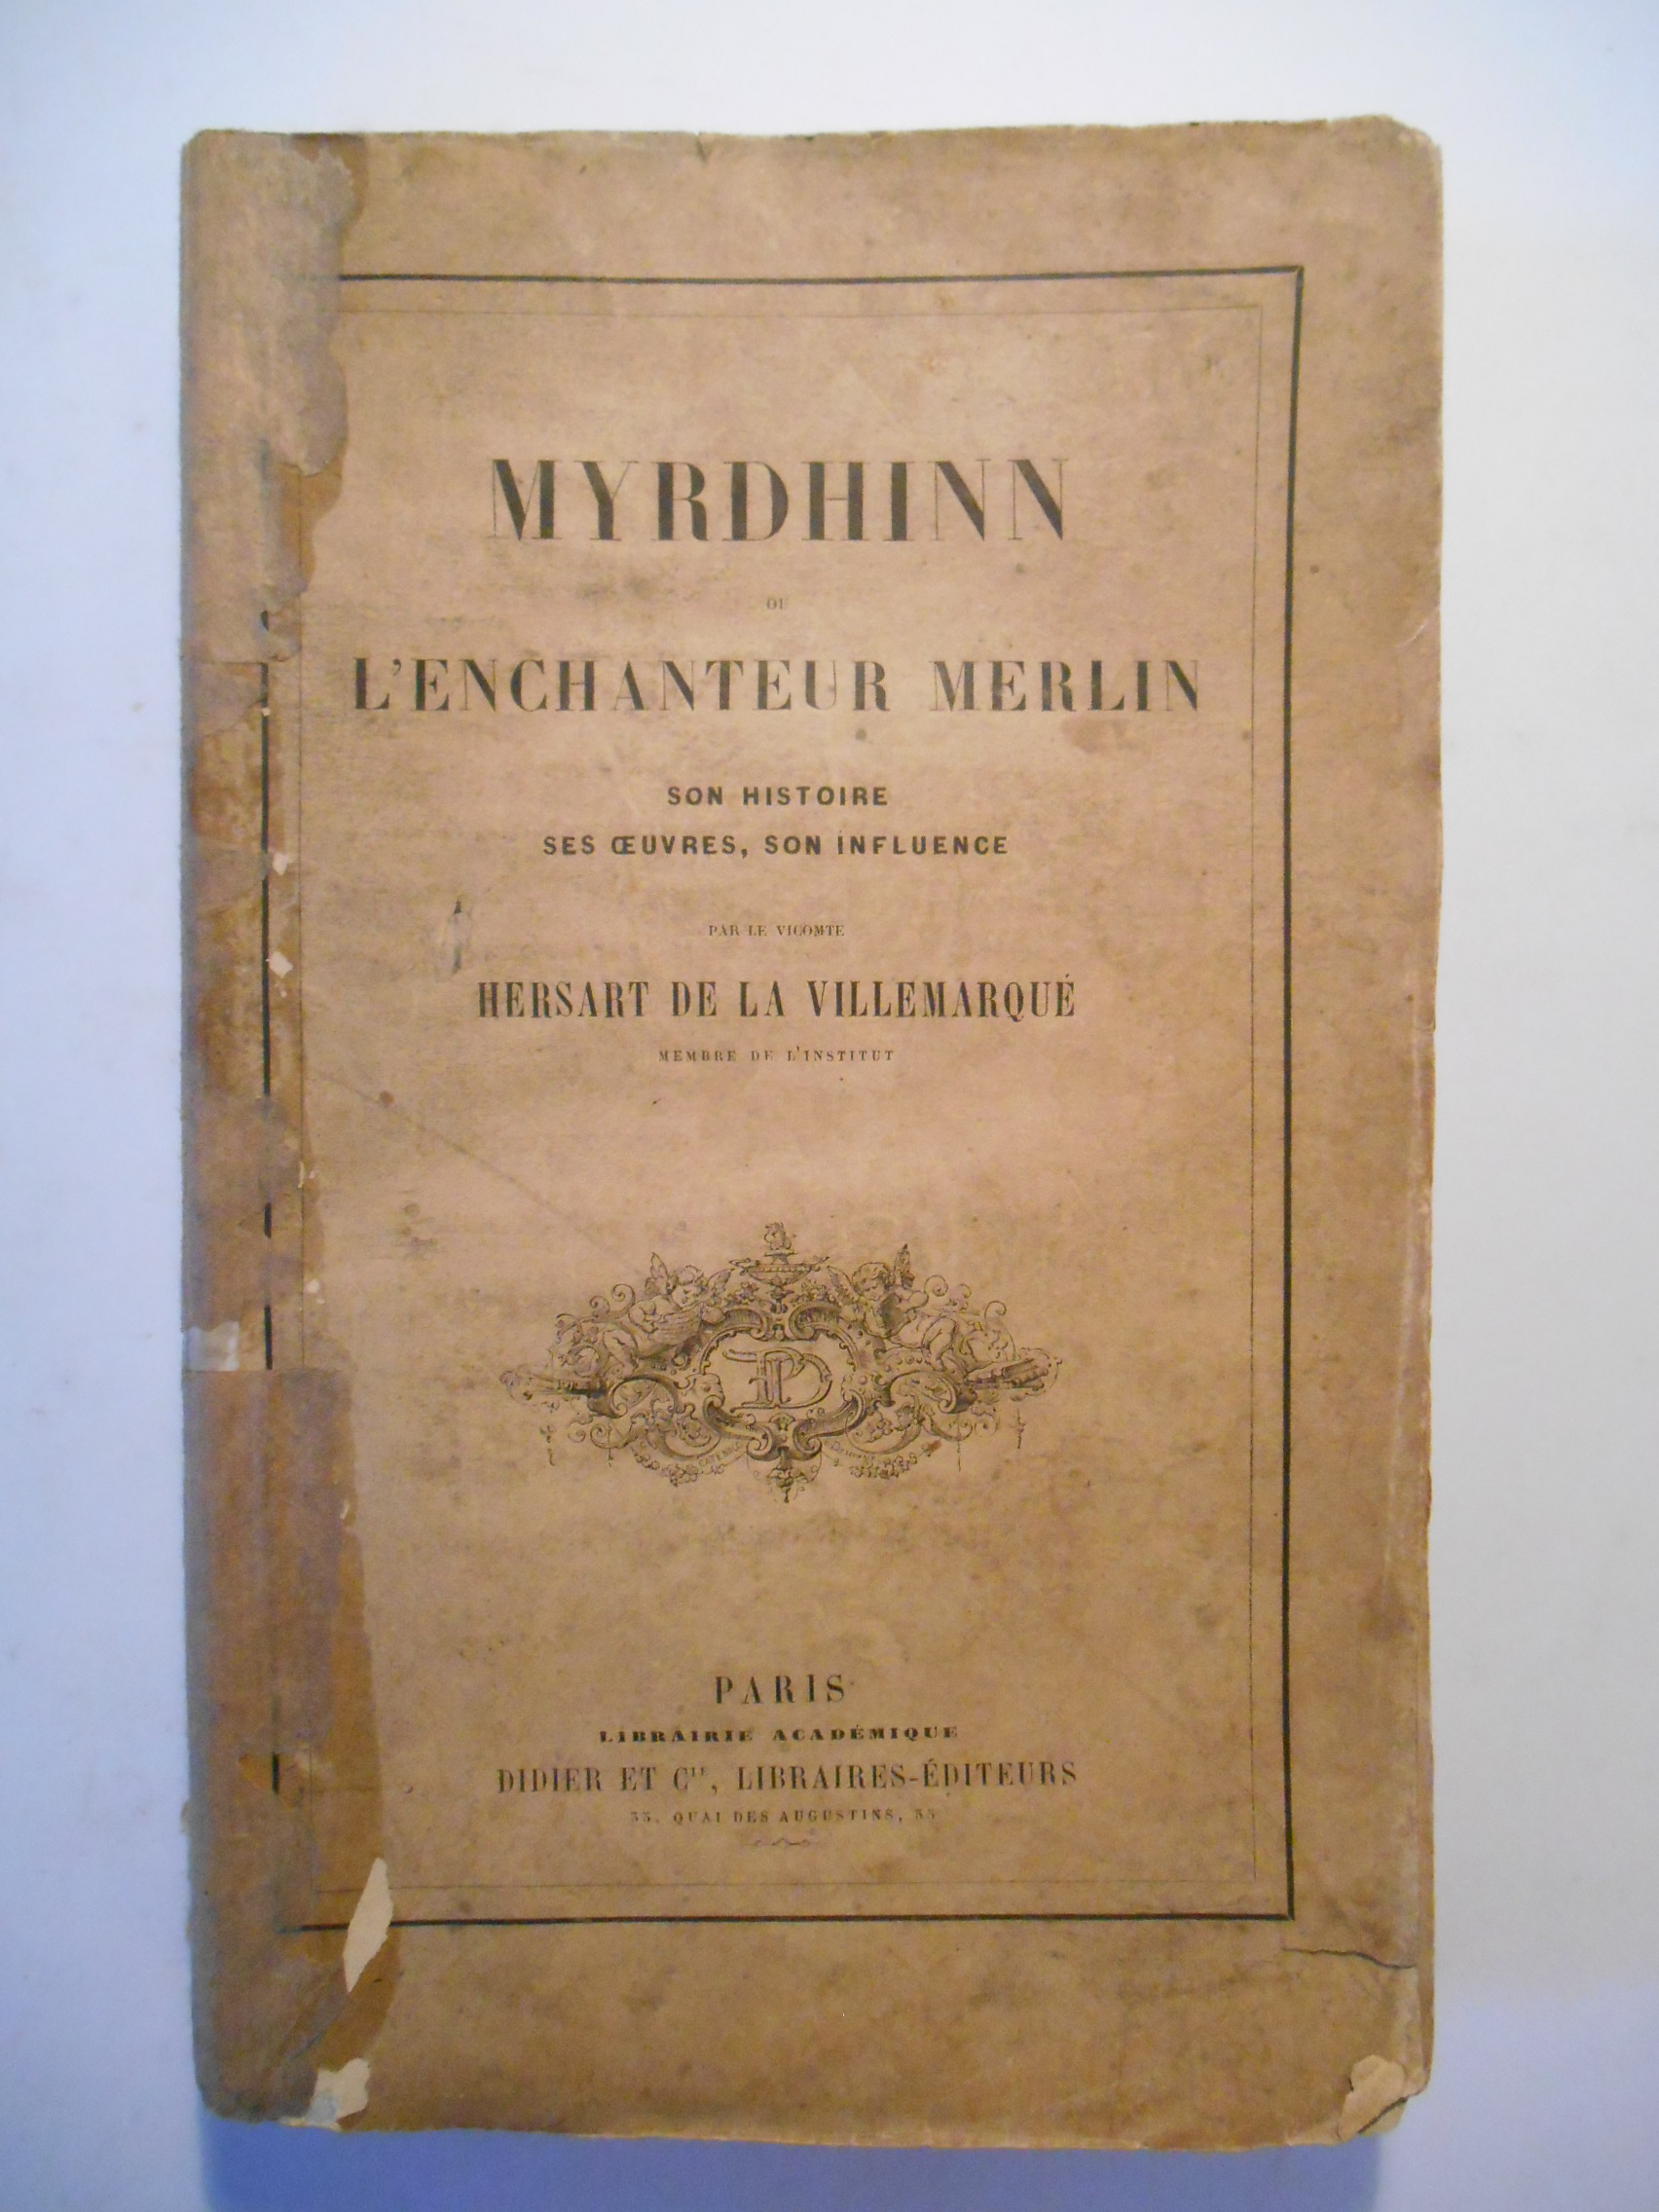 MYRDHINN
OU
L'ENCHANTEUR MERLIN
SON HISTOIRE
SES ŒUVRES, SON INFLUENCE
PAR LE VICOMTE
HERSART DE LA VILLEMARQUÉ
MEMBRE DE L'INSTITUT
PARIS
LIBRAIRIE ACADÉMIQUE
DIDIER ET Cie, LIBRAIRES-ÉDITEURS
35, QUAI DES AUGUSTINS, 35